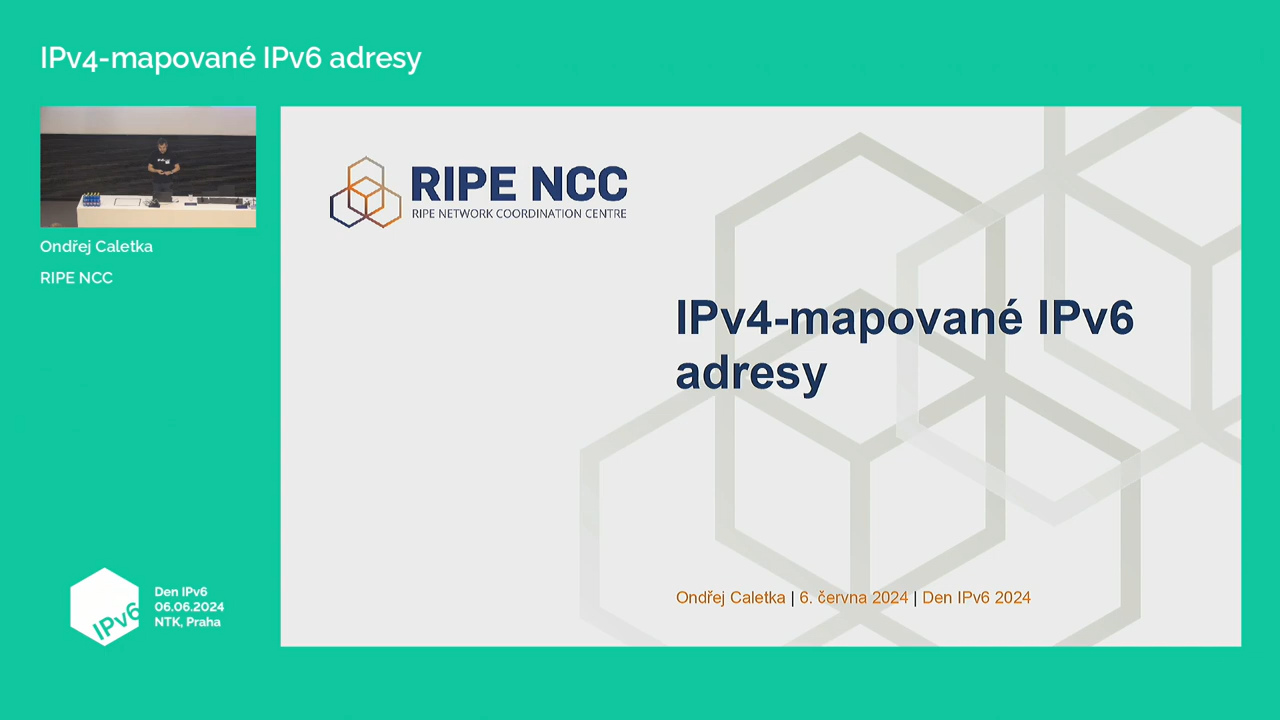 IPv4-mapované IPv6 adresy
Ondřej Caletka
RIPE NCC
RIPE NCC
RIPE NETWORK COORDINATION CENTRE
IPv4-mapované IPv6
adresy
Ondřej Caletka | 6. června 2024 | Den IPv6 2024
IPv6
Den IPv6
06.06.2024
NTK, Praha